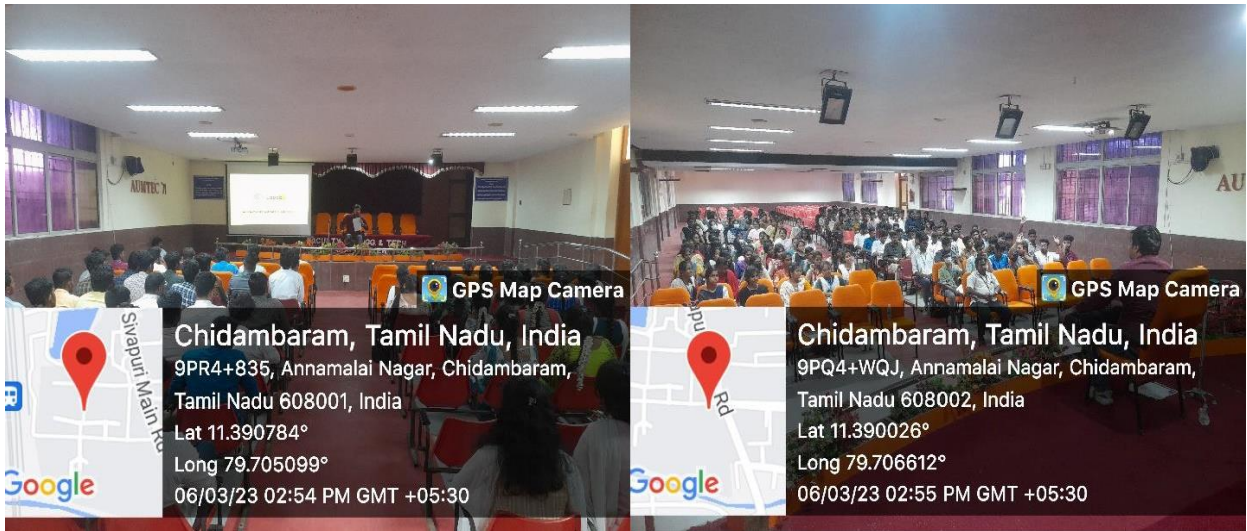 AUMTEC '71
GPS Map Camera
Sivapuri Main Rd
Google
Chidambaram, Tamil Nadu, India
9PR4+835, Annamalai Nagar, Chidambaram,
Tamil Nadu 608001, India
Lat 11.390784°
Long 79.705099°
06/03/23 02:54 PM GMT +05:30
AU
GPS Map Camera
Rd
Google
Chidambaram, Tamil Nadu, India
9PQ4+WQJ, Annamalai Nagar, Chidambaram,
Tamil Nadu 608002, India
Lat 11.390026°
Long 79.706612°
06/03/23 02:55 PM GMT +05:30